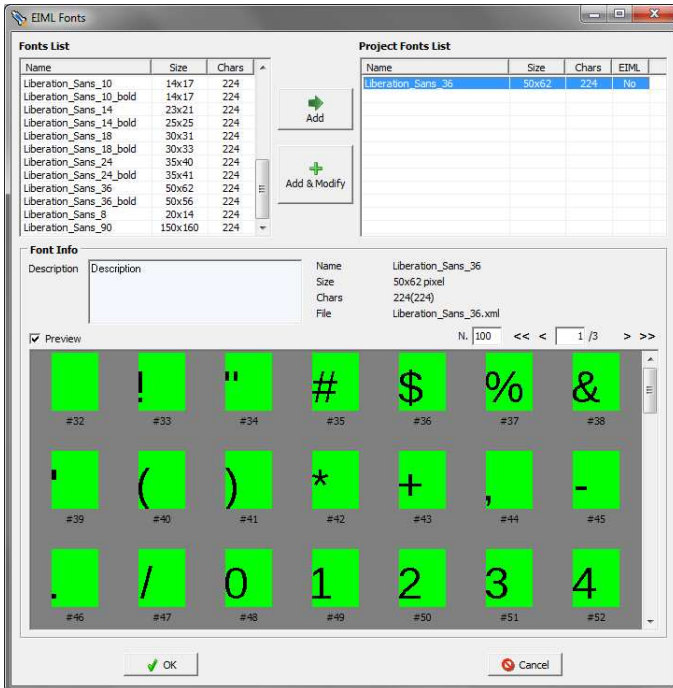 EIML Fonts
Fonts List
Name Size Chars
Liberation_Sans_10 14x17 224
Liberation_Sans_10_bold 14x17 224
Liberation_Sans_14 23x21 224
Liberation_Sans_14_bold 25x25 224
Liberation_Sans_18 30x31 224
Liberation_Sans_18_bold 30x33 224
Liberation_Sans_24 35x40 224
Liberation_Sans_24_bold 35x41 224
Liberation_Sans_36 50x62 224
Liberation_Sans_36_bold 50x56 224
Liberation_Sans_8 20x14 224
Liberation_Sans_90 150x160 224
Add
Add & Modify
Project Fonts List
Name Size Chars EIML
Liberation_Sans_36 50x62 224 No
Font Info
Description Description
Name Liberation_Sans_36
Size 50x62 pixel
Chars 224(224)
File Liberation_Sans_36.xml
Preview N. 100 << < 1 /3 > >>
! " # $ % &
#32 #33 #34 #35 #36 #37 #38
' ( ) * + , -
#39 #40 #41 #42 #43 #44 #45
. / 0 1 2 3 4
#46 #47 #48 #49 #50 #51 #52
OK Cancel